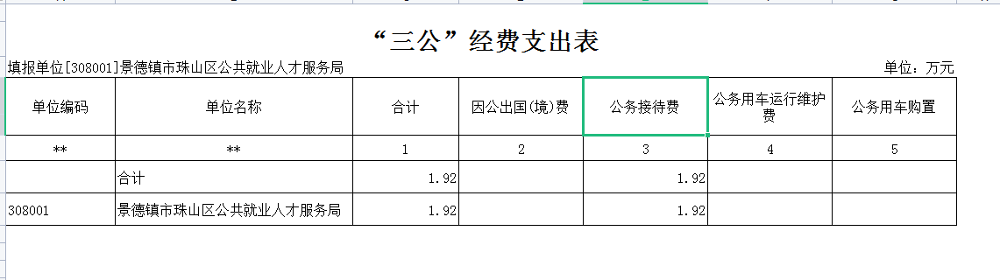 “三公”经费支出表
填报单位[308001]景德镇市珠山区公共就业人才服务局 单位：万元
单位编码 单位名称 合计 因公出国(境)费 公务接待费 公务用车运行维护费 公务用车购置
** ** 1 2 3 4 5
合计 1.92 1.92
308001 景德镇市珠山区公共就业人才服务局 1.92 1.92